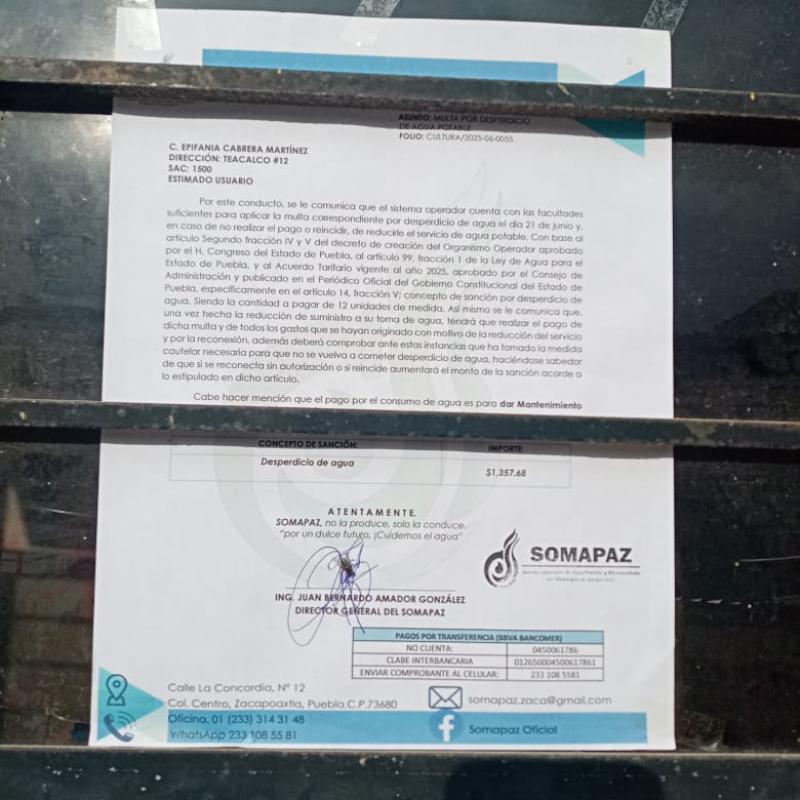 ASUNTO: MULTA POR DESPERDICIO
DE AGUA POTABLE
FOLIO: CULTURA/2025-06-0055
C. EPIFANIA CABRERA MARTÍNEZ
DIRECCIÓN: TEACALCO #12
SAC: 1500
ESTIMADO USUARIO
Por este conducto, se le comunica que el sistema operador cuenta con las facultades
suficientes para aplicar la multa correspondiente por desperdicio de agua el día 21 de junio y,
en caso de no realizar el pago o reincidir, de reducirle el servicio de agua potable. Con base al
artículo Segundo fracción IV y V del decreto de creación del Organismo Operador aprobado
por el H. Congreso del Estado de Puebla, al artículo 99, fracción 1 de la Ley de Agua para el
Estado de Puebla, y al Acuerdo Tarifario vigente al año 2025, aprobado por el Consejo de
Administración y publicado en el Periódico Oficial del Gobierno Constitucional del Estado de
Puebla, específicamente en el artículo 14, fracción V; concepto de sanción por desperdicio de
agua. Siendo la cantidad a pagar de 12 unidades de medida. Así mismo se le comunica que,
una vez hecha la reducción de suministro a su toma de agua, tendrá que realizar el pago de
dicha multa y de todos los gastos que se hayan originado con motivo de la reducción del servicio
y por la reconexión, además deberá comprobar ante estas instancias que ha tomado la medida
cautelar necesaria para que no se vuelva a cometer desperdicio de agua, haciéndose sabedor
de que si se reconecta sin autorización o si reincide aumentará el monto de la sanción acorde a
lo estipulado en dicho artículo.
Cabe hacer mención que el pago por el consumo de agua es para dar Mantenimiento
CONCEPTO DE SANCIÓN: IMPORTE
Desperdicio de agua $1,357.68
ATENTAMENTE.
SOMAPAZ, no la produce, solo la conduce.
"por un dulce futuro, ¡Cuidemos el agua"
SOMAPAZ
ING. JUAN BERNARDO AMADOR GONZÁLEZ
DIRECTOR GENERAL DEL SOMAPAZ
PAGOS POR TRANSFERENCIA (BBVA BANCOMER)
NO CUENTA: 0450061786
CLABE INTERBANCARIA 012650004500617861
ENVIAR COMPROBANTE AL CELULAR: 233 108 5581
Calle La Concordia, Nº 12
Col. Centro, Zacapoaxtla, Puebla.C.P.73680
Oficina. 01 (233) 314 31 48
WhatsApp 233 108 55 81
somapaz.zaca@gmail.com
Somapaz Oficial